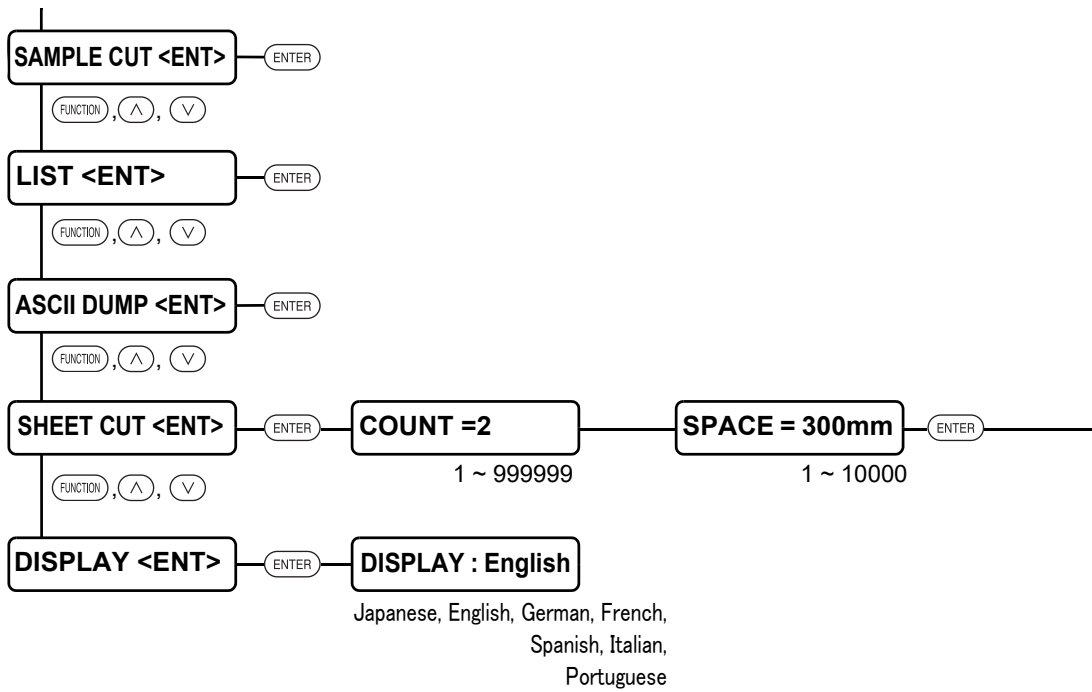 SAMPLE CUT <ENT> ENTER
FUNCTION , ∧ , ∨
LIST <ENT> ENTER
FUNCTION , ∧ , ∨
ASCII DUMP <ENT> ENTER
FUNCTION , ∧ , ∨
SHEET CUT <ENT> ENTER COUNT =2 SPACE = 300mm ENTER
1 ~ 999999 1 ~ 10000
FUNCTION , ∧ , ∨
DISPLAY <ENT> ENTER DISPLAY : English
Japanese, English, German, French,
Spanish, Italian,
Portuguese